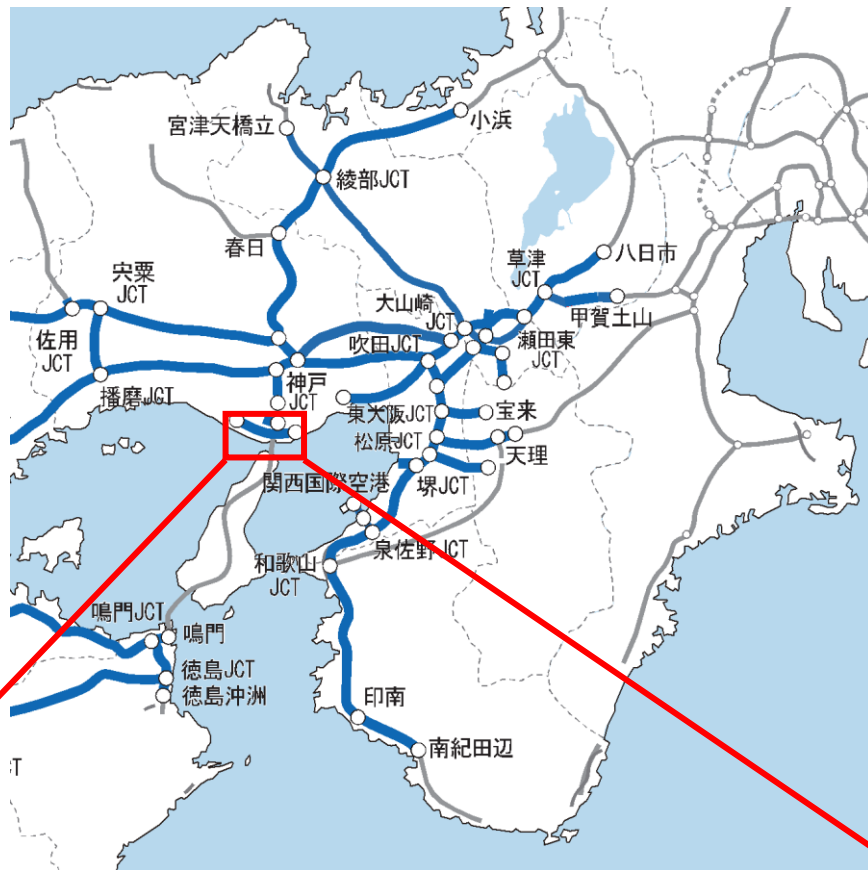 小浜
宮津天橋立
綾部JCT
春日
草津
JCT
八日市
宍粟
JCT
大山崎
JCT
甲賀土山
佐用
JCT
吹田JCT
瀬田東
JCT
播磨JCT
神戸
JCT
東大阪JCT
宝来
松原JCT
天理
関西国際空港
堺JCT
泉佐野JCT
和歌山
JCT
鳴門JCT
鳴門
徳島JCT
徳島沖洲
印南
南紀田辺